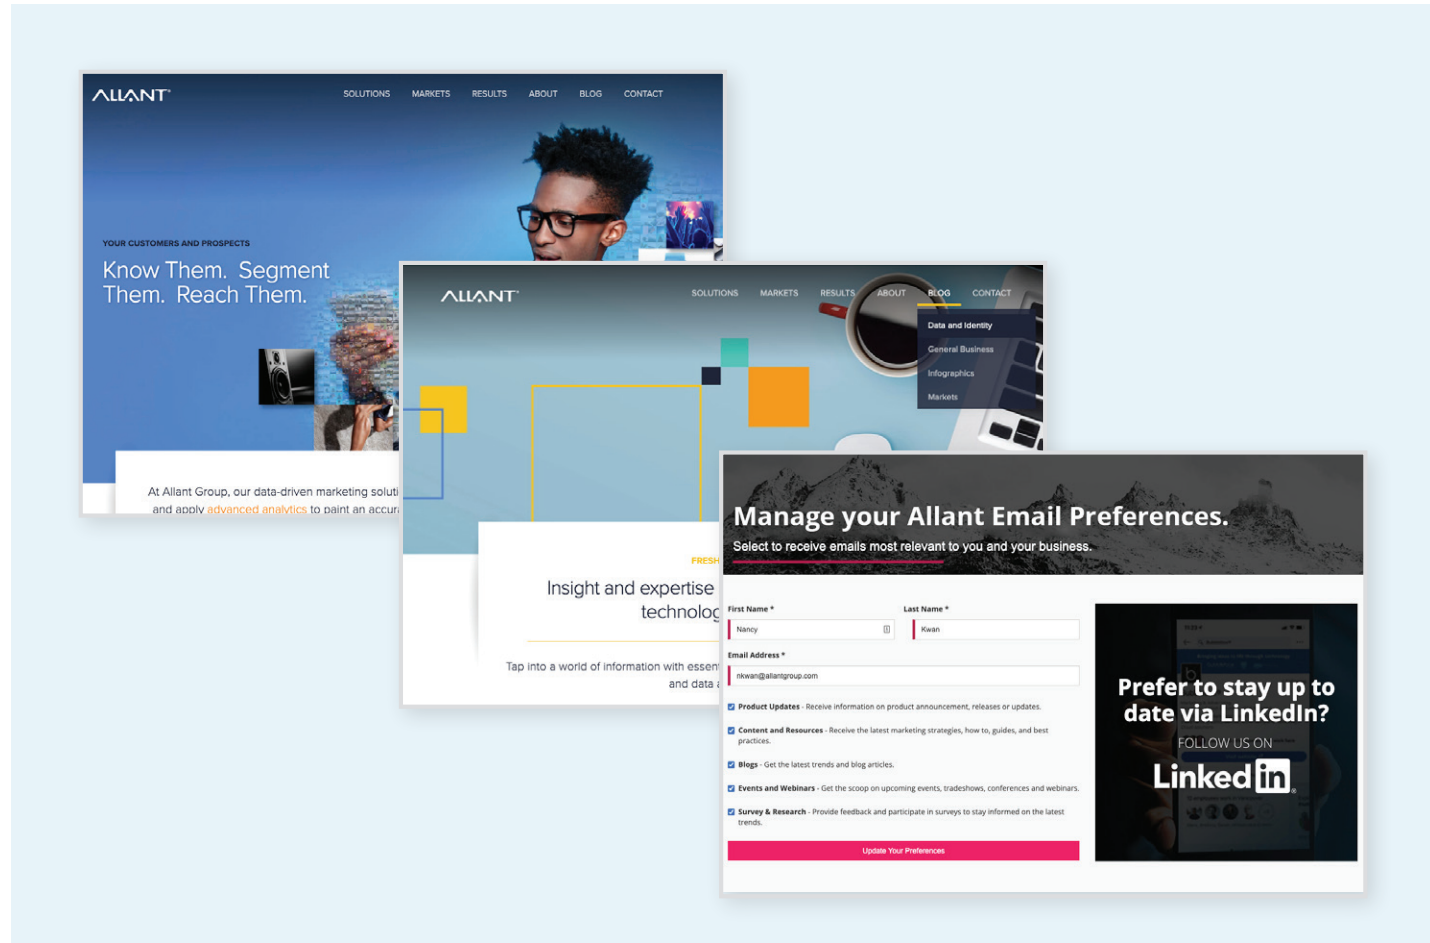 ALLANT
SOLUTIONS MARKETS RESULTS ABOUT BLOG CONTACT
YOUR CUSTOMERS AND PROSPECTS
Know Them. Segment
Them. Reach Them.
At Allant Group, our data-driven marketing soluti
and apply advanced analytics to paint an accur
ALLANT
SOLUTIONS MARKETS RESULTS ABOUT BLOG CONTACT
Data and Identity
General Business
Infographics
Markets
FRESH
Insight and expertise
technolog
Tap into a world of information with essen
and data
Manage your Allant Email Preferences.
Select to receive emails most relevant to you and your business.
First Name * Last Name *
Nancy Kwan
Email Address *
nkwan@allantgroup.com
Product Updates - Receive information on product announcement, releases or updates.
Content and Resources - Receive the latest marketing strategies, how to, guides, and best
practices.
Blogs - Get the latest trends and blog articles.
Events and Webinars - Get the scoop on upcoming events, tradeshows, conferences and webinars.
Survey & Research - Provide feedback and participate in surveys to stay informed on the latest
trends.
Update Your Preferences
Prefer to stay up to
date via LinkedIn?
FOLLOW US ON
Linked in